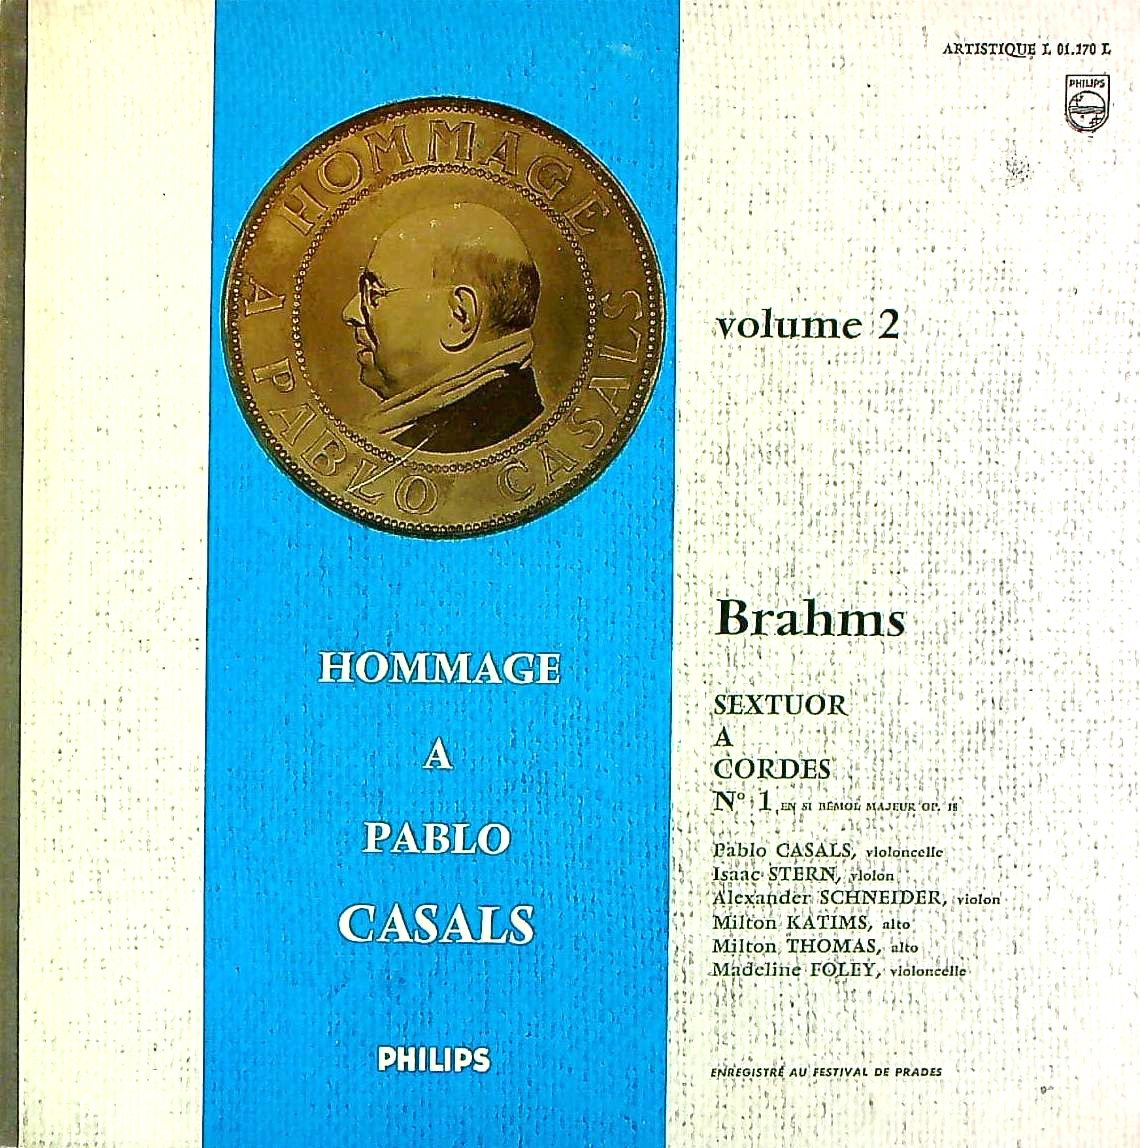 ARTISTIQUE L 01.170 L
PHILIPS
HOMMAGE
A PABLO CASALS
volume 2
Brahms
HOMMAGE
A
PABLO
CASALS
SEXTUOR
A
CORDES
N° 1 EN SI BÉMOL MAJEUR OP. 18
Pablo CASALS, violoncelle
Isaac STERN, violon
Alexander SCHNEIDER, violon
Milton KATIMS, alto
Milton THOMAS, alto
Madeline FOLEY, violoncelle
PHILIPS
ENREGISTRÉ AU FESTIVAL DE PRADES